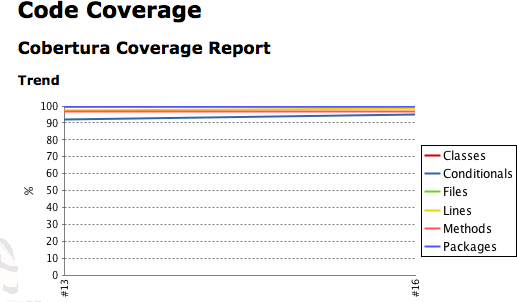 Code Coverage
Cobertura Coverage Report
Trend
100
90
80
70
60
50
40
30
20
10
0
%
#13
#16
Classes
Conditionals
Files
Lines
Methods
Packages